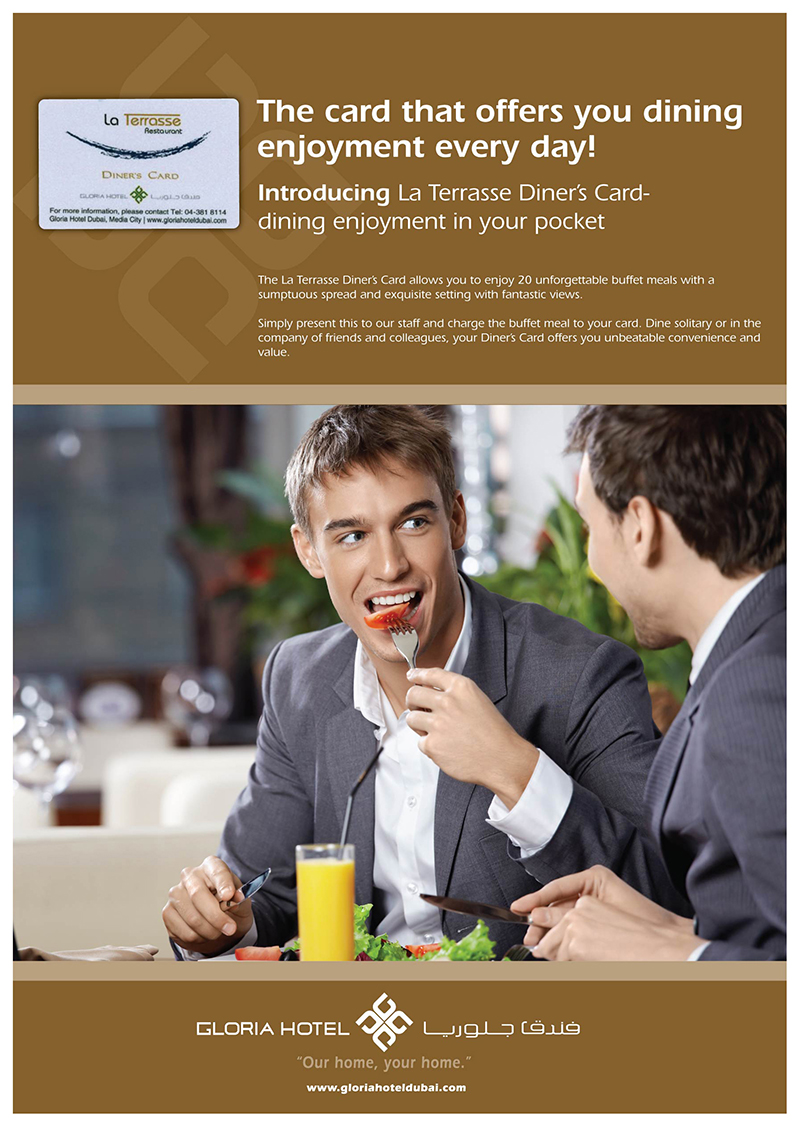 La Terrasse
Restaurant
DINER'S CARD
GLORIA HOTEL فندق جلوريا
For more information, please contact Tel: 04-381 8114
Gloria Hotel Dubai, Media City | www.gloriahoteldubai.com
The card that offers you dining
enjoyment every day!
Introducing La Terrasse Diner's Card-
dining enjoyment in your pocket
The La Terrasse Diner's Card allows you to enjoy 20 unforgettable buffet meals with a
sumptuous spread and exquisite setting with fantastic views.
Simply present this to our staff and charge the buffet meal to your card. Dine solitary or in the
company of friends and colleagues, your Diner's Card offers you unbeatable convenience and
value.
GLORIA HOTEL فندق جلوريا
"Our home, your home."
www.gloriahoteldubai.com